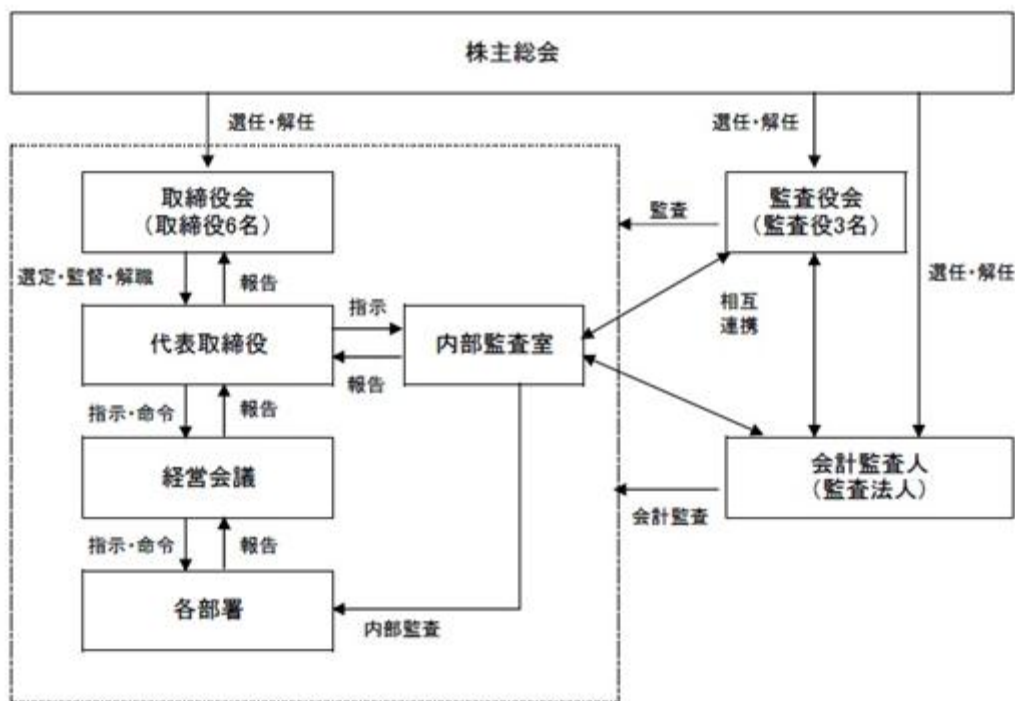 株主総会
選任・解任
選任・解任
取締役会
（取締役6名）
監査
監査役会
（監査役3名）
選定・監督・解職
報告
選任・解任
指示
相互
連携
代表取締役
内部監査室
報告
指示・命令
報告
経営会議
会計監査人
（監査法人）
会計監査
指示・命令
報告
各部署
内部監査